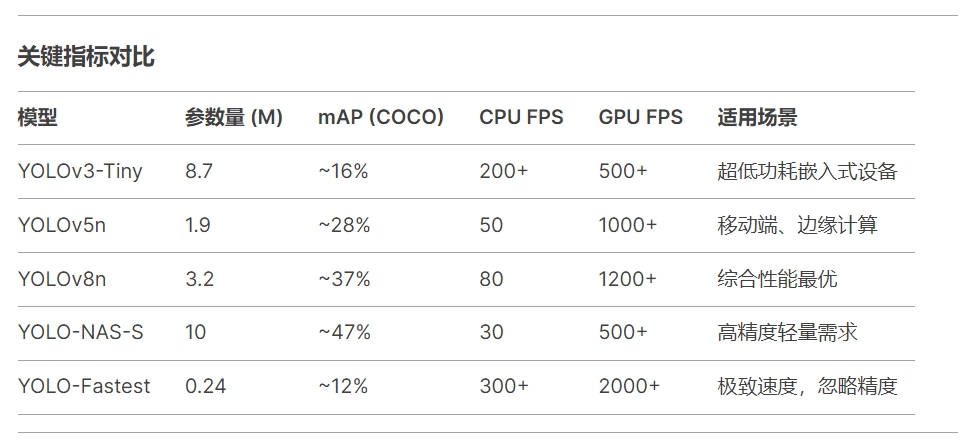 关键指标对比
模型 参数量 (M) mAP (COCO) CPU FPS GPU FPS 适用场景
YOLOv3-Tiny 8.7 ~16% 200+ 500+ 超低功耗嵌入式设备
YOLOv5n 1.9 ~28% 50 1000+ 移动端、边缘计算
YOLOv8n 3.2 ~37% 80 1200+ 综合性能最优
YOLO-NAS-S 10 ~47% 30 500+ 高精度轻量需求
YOLO-Fastest 0.24 ~12% 300+ 2000+ 极致速度，忽略精度